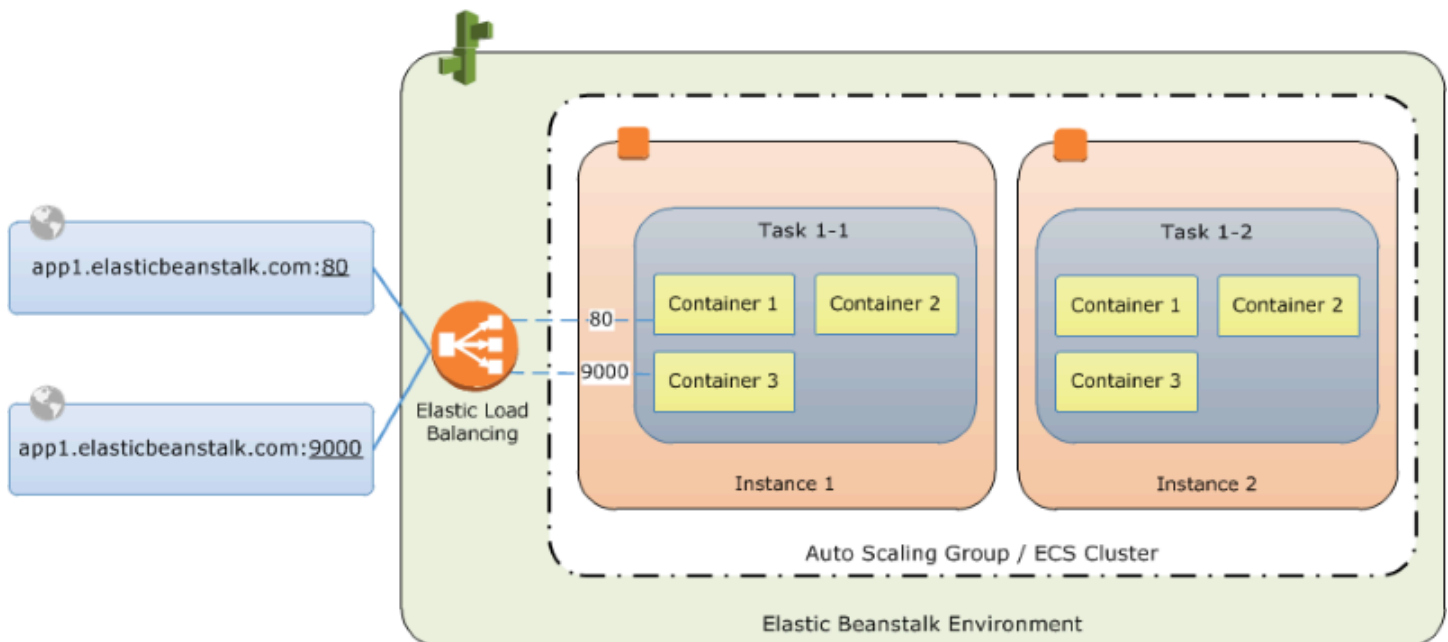 app1.elasticbeanstalk.com:80
app1.elasticbeanstalk.com:9000
Elastic Load
Balancing
80
9000
Task 1-1
Container 1
Container 2
Container 3
Instance 1
Task 1-2
Container 1
Container 2
Container 3
Instance 2
Auto Scaling Group / ECS Cluster
Elastic Beanstalk Environment